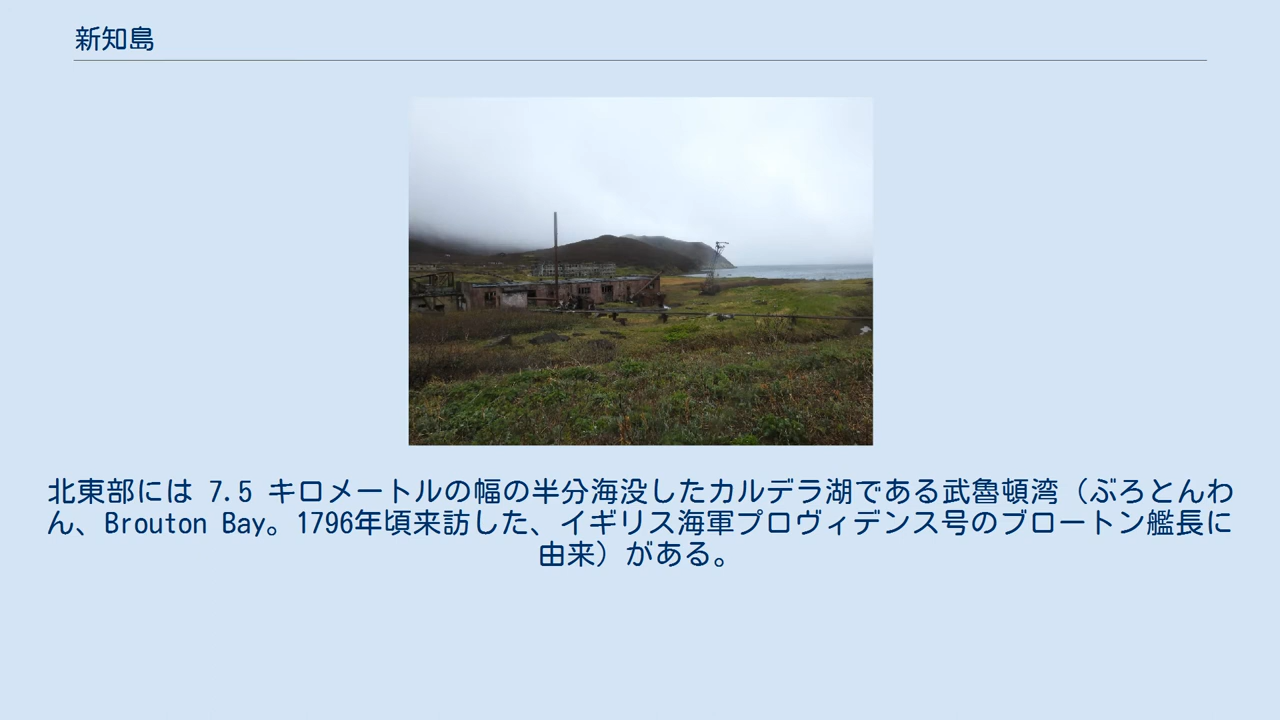 新知島
北東部には 7.5 キロメートルの幅の半分海没したカルデラ湖である武魯頓湾（ぶろとんわ
ん、Brouton Bay。1796年頃来訪した、イギリス海軍プロヴィデンス号のブロートン艦長に
由来）がある。